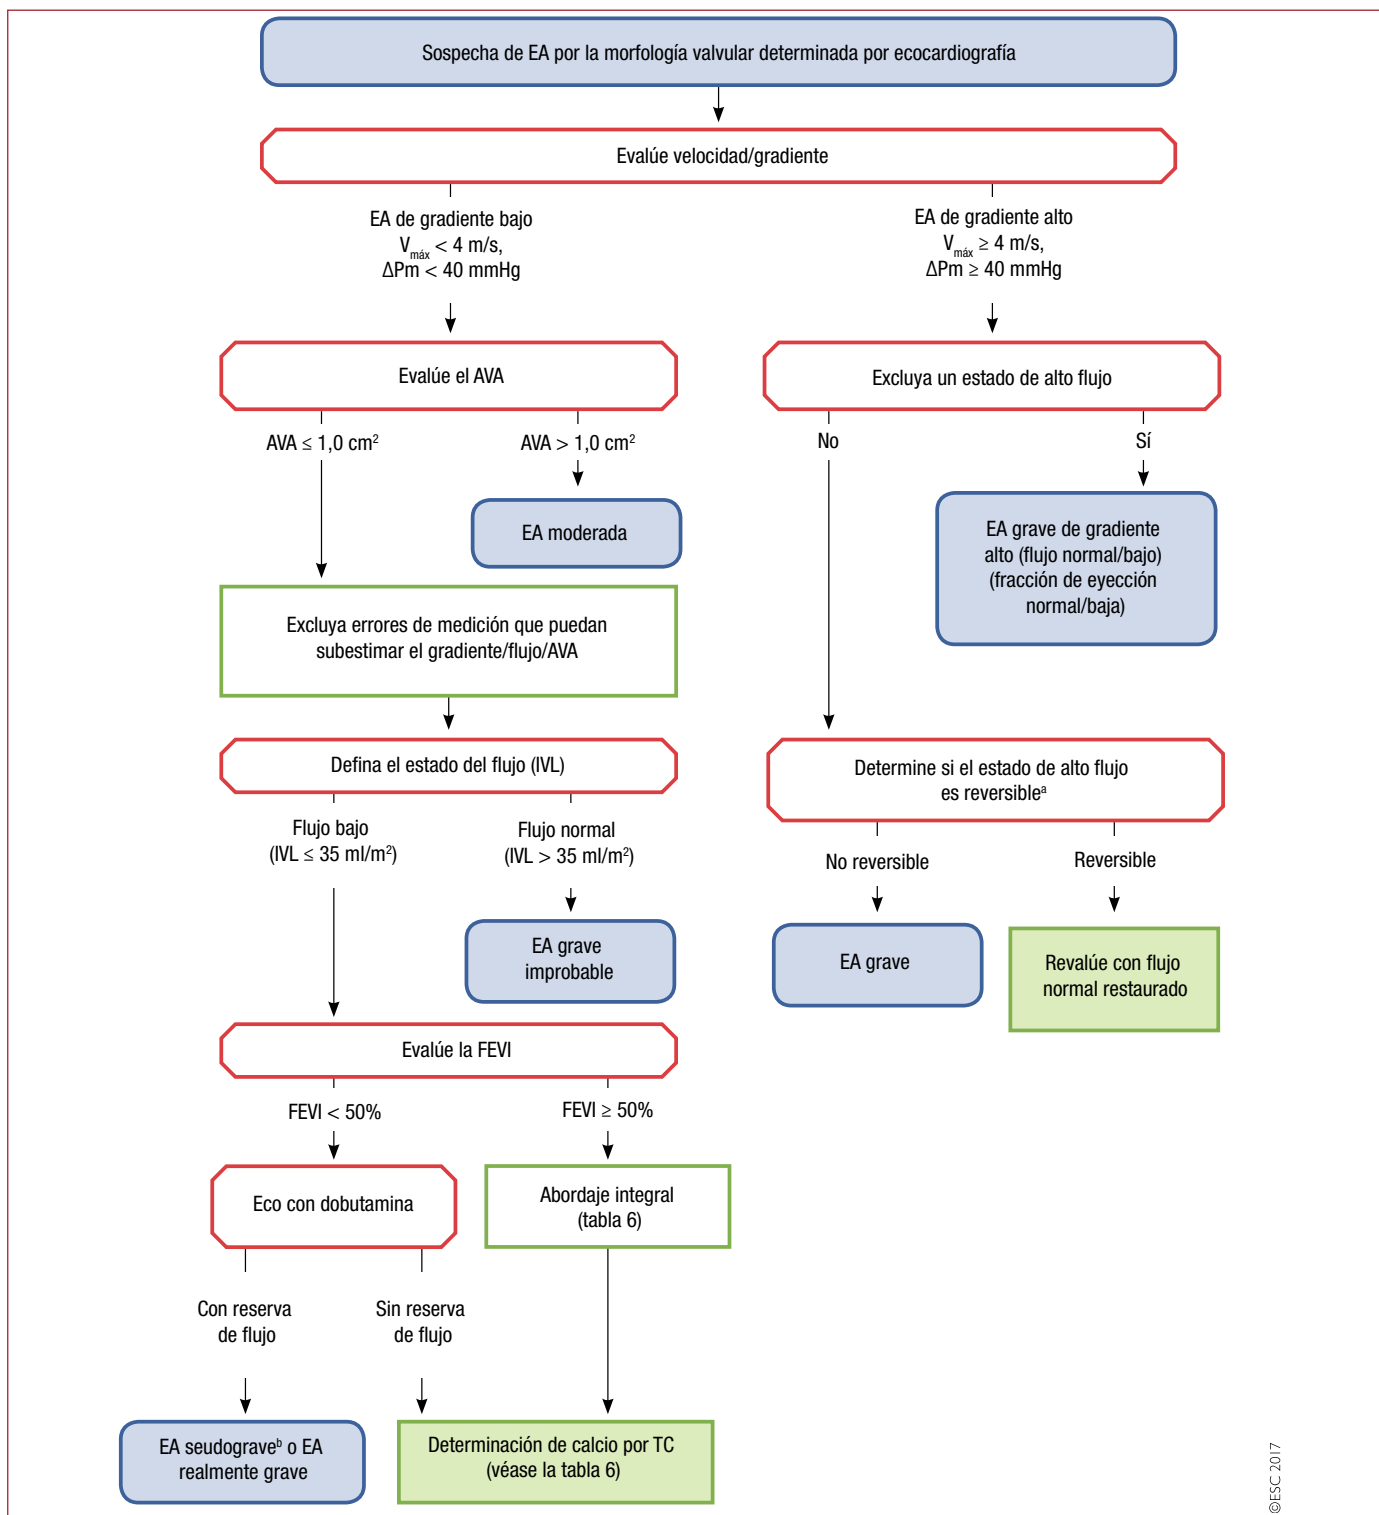 Sospecha de EA por la morfología valvular determinada por ecocardiografía
Evalúe velocidad/gradiente
EA de gradiente bajo
Vmáx < 4 m/s,
ΔPm < 40 mmHg
EA de gradiente alto
Vmáx ≥ 4 m/s,
ΔPm ≥ 40 mmHg
Evalúe el AVA
Excluya un estado de alto flujo
AVA ≤ 1,0 cm²
AVA > 1,0 cm²
No
Sí
EA moderada
EA grave de gradiente
alto (flujo normal/bajo)
(fracción de eyección
normal/baja)
Excluya errores de medición que puedan
subestimar el gradiente/flujo/AVA
Defina el estado del flujo (IVL)
Determine si el estado de alto flujo
es reversibleᵃ
Flujo bajo
(IVL ≤ 35 ml/m²)
Flujo normal
(IVL > 35 ml/m²)
No reversible
Reversible
EA grave
improbable
EA grave
Revalúe con flujo
normal restaurado
Evalúe la FEVI
FEVI < 50%
FEVI ≥ 50%
Eco con dobutamina
Abordaje integral
(tabla 6)
Con reserva
de flujo
Sin reserva
de flujo
EA seudograveᵇ o EA
realmente grave
Determinación de calcio por TC
(véase la tabla 6)
©ESC 2017